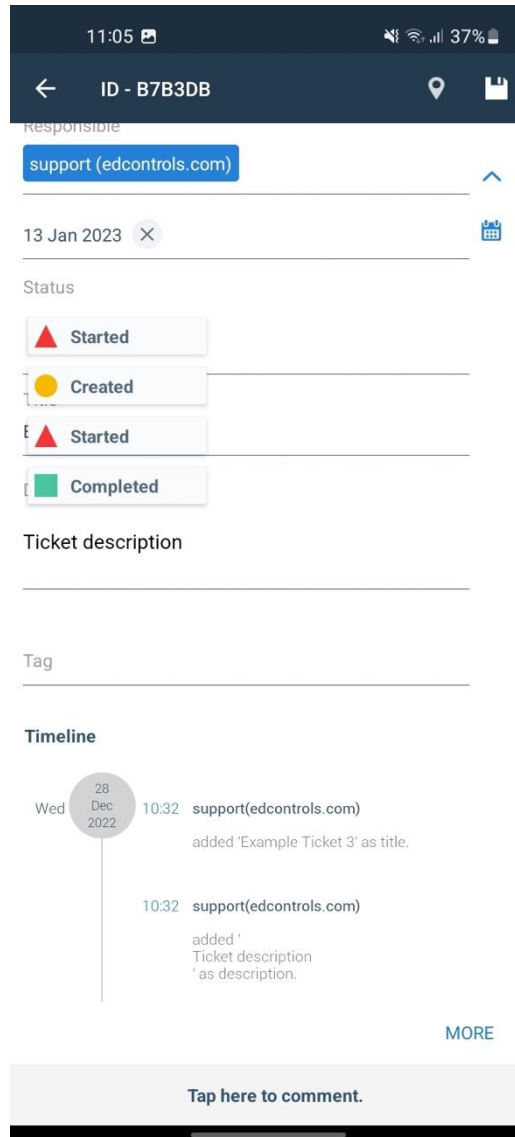 11:05
37%
ID - B7B3DB
Responsible
support (edcontrols.com)
13 Jan 2023
Status
Started
Created
Started
Completed
Ticket description
Tag
Timeline
Wed
28
Dec
2022
10:32 support(edcontrols.com)
added 'Example Ticket 3' as title.
10:32 support(edcontrols.com)
added '
Ticket description
' as description.
MORE
Tap here to comment.